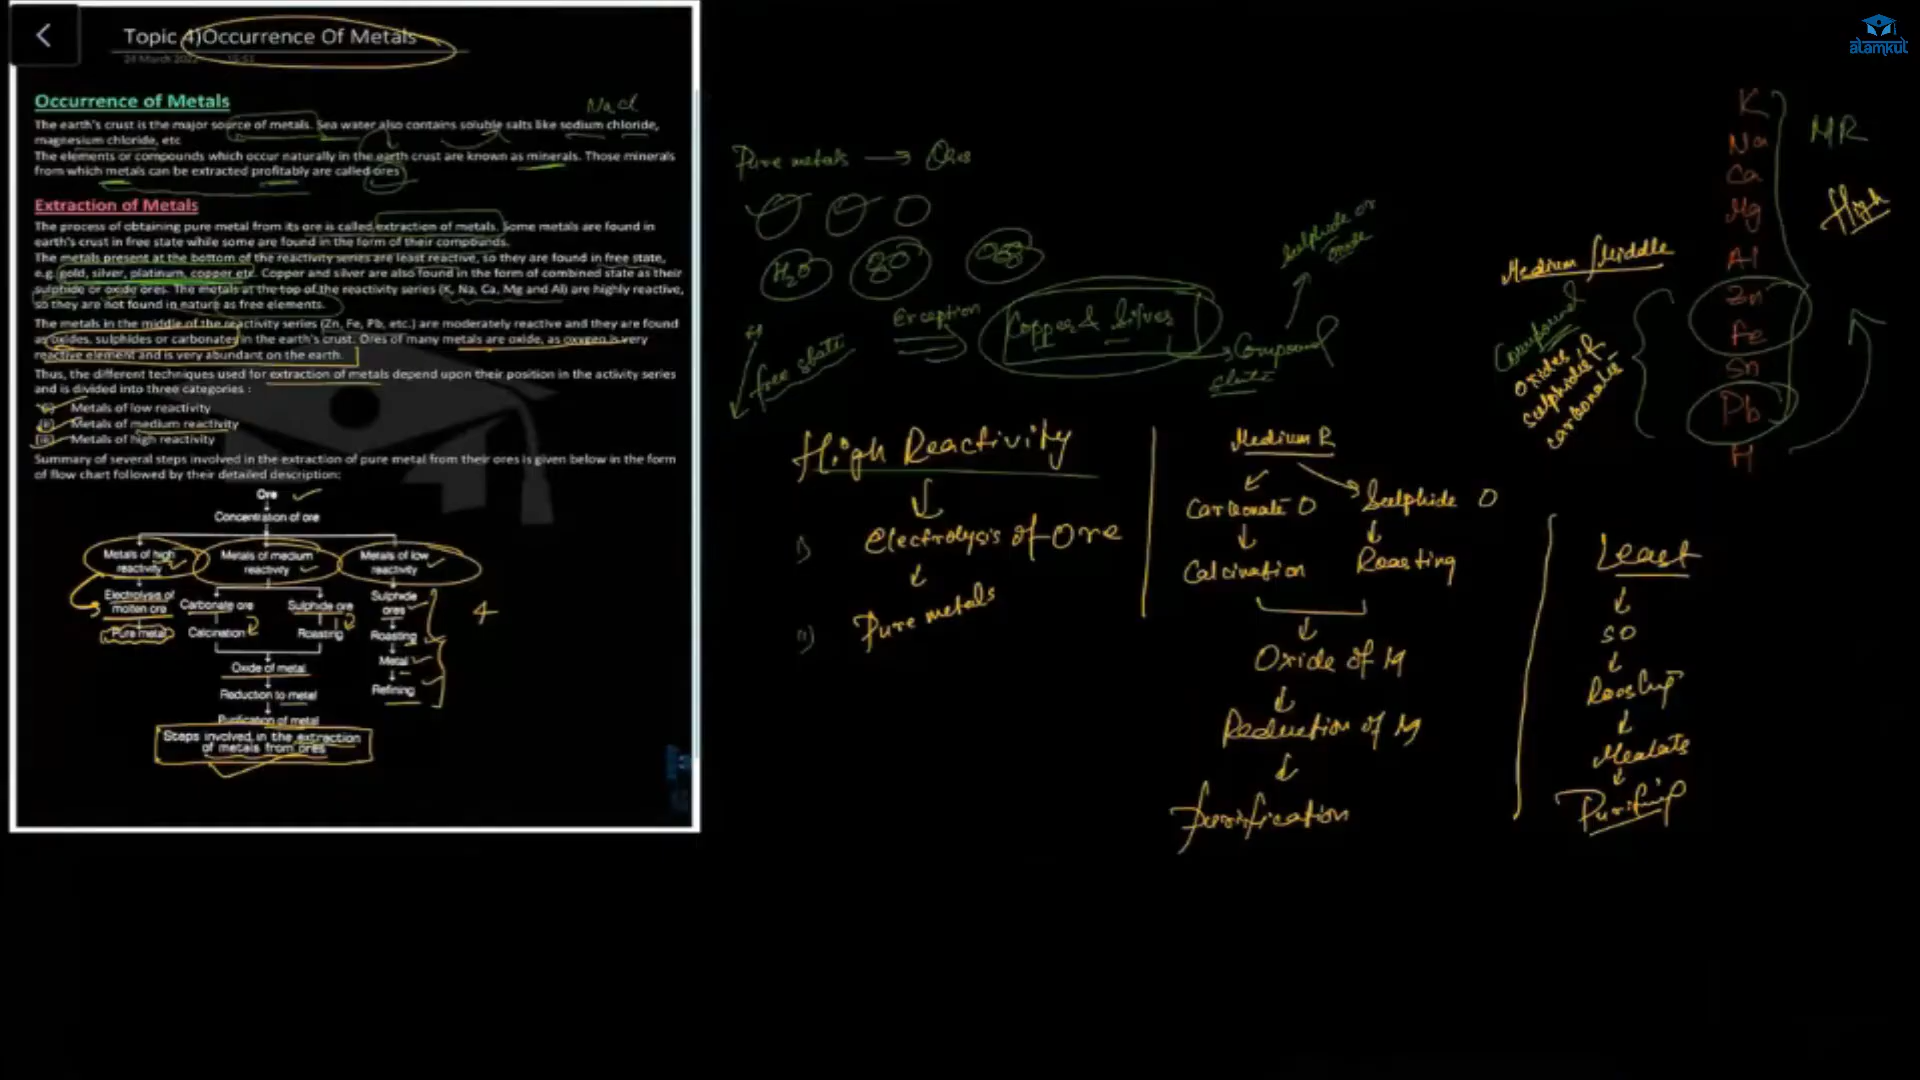 Topic 4)Occurrence Of Metals
24 March 2022 15:53
alamkul
Occurrence of Metals
NaCl
The earth's crust is the major source of metals. Sea water also contains soluble salts like sodium chloride,
magnesium chloride, etc
The elements or compounds which occur naturally in the earth crust are known as minerals. Those minerals
from which metals can be extracted profitably are called ores
Extraction of Metals
The process of obtaining pure metal from its ore is called extraction of metals. Some metals are found in
earth's crust in free state while some are found in the form of their compounds.
The metals present at the bottom of the reactivity series are least reactive, so they are found in free state,
e.g. gold, silver, platinum, copper etc. Copper and silver are also found in the form of combined state as their
sulphide or oxide ores. The metals at the top of the reactivity series (K, Na, Ca, Mg and Al) are highly reactive,
so they are not found in nature as free elements.
The metals in the middle of the reactivity series (Zn, Fe, Pb, etc.) are moderately reactive and they are found
as oxides, sulphides or carbonates in the earth's crust. Ores of many metals are oxide, as oxygen is very
reactive element and is very abundant on the earth.
Thus, the different techniques used for extraction of metals depend upon their position in the activity series
and is divided into three categories :
(i) Metals of low reactivity
(ii) Metals of medium reactivity
(iii) Metals of high reactivity
Summary of several steps involved in the extraction of pure metal from their ores is given below in the form
of flow chart followed by their detailed description:
Ore
Concentration of ore
Metals of high reactivity
Metals of medium reactivity
Metals of low reactivity
Electrolysis of molten ore
Carbonate ore
Sulphide ore
Sulphide ores
4
Pure metal
Calcination
Roasting
Roasting
Metal
Oxide of metal
Refining
Reduction to metal
Purification of metal
Steps involved in the extraction
of metals from ores
Pure metals → Ores
H2O
Exception
Copper & Silver
Compound
state
Sulphide or
oxide
H
free state
High Reactivity
i) Electrolysis of Ore
ii) Pure metals
Medium R
Carbonate O
Sulphide O
Calcination
Roasting
Oxide of M
Reduction of M
Purification
Least
SO
Purifing
Medium/Middle
Compound
Oxides,
sulphides &
carbonate
K
Na
Ca
Mg
Al
Zn
Fe
Sn
Pb
H
MR
High